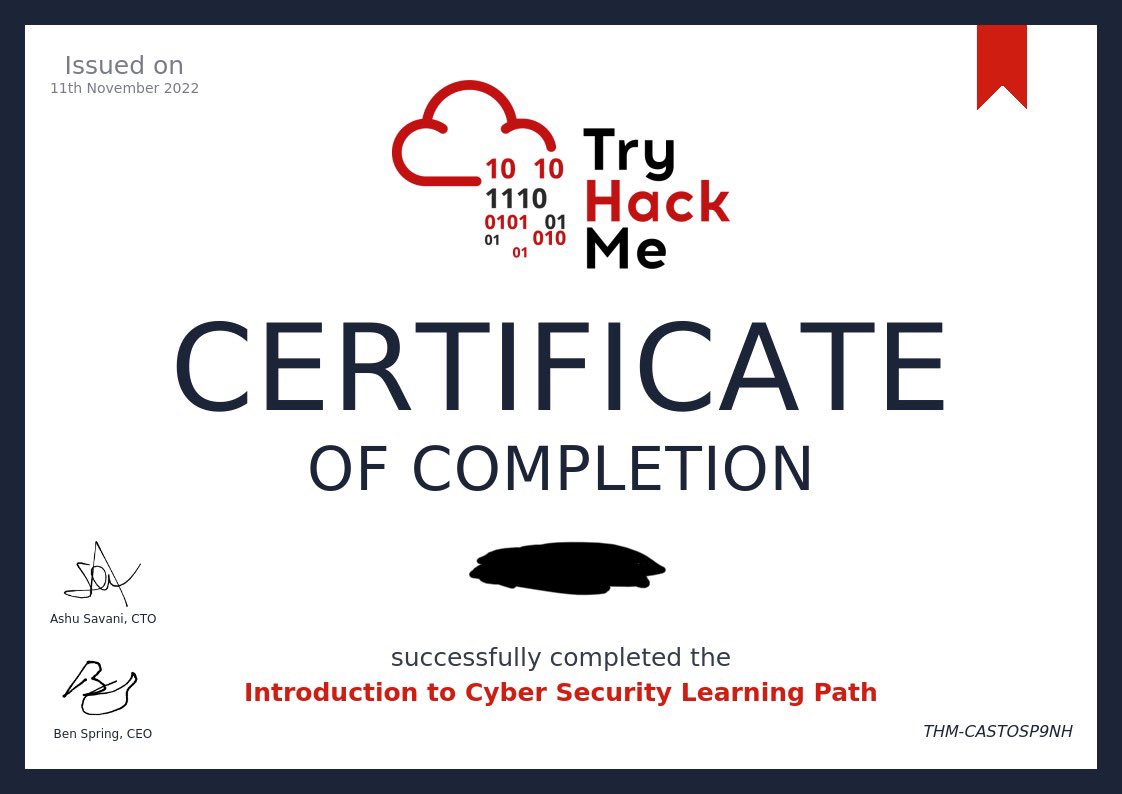 Issued on
11th November 2022
10 10
1110
0101 01
01 010
01
Try
Hack
Me
CERTIFICATE
OF COMPLETION
Ashu Savani, CTO
successfully completed the
Introduction to Cyber Security Learning Path
Ben Spring, CEO
THM-CASTOSP9NH